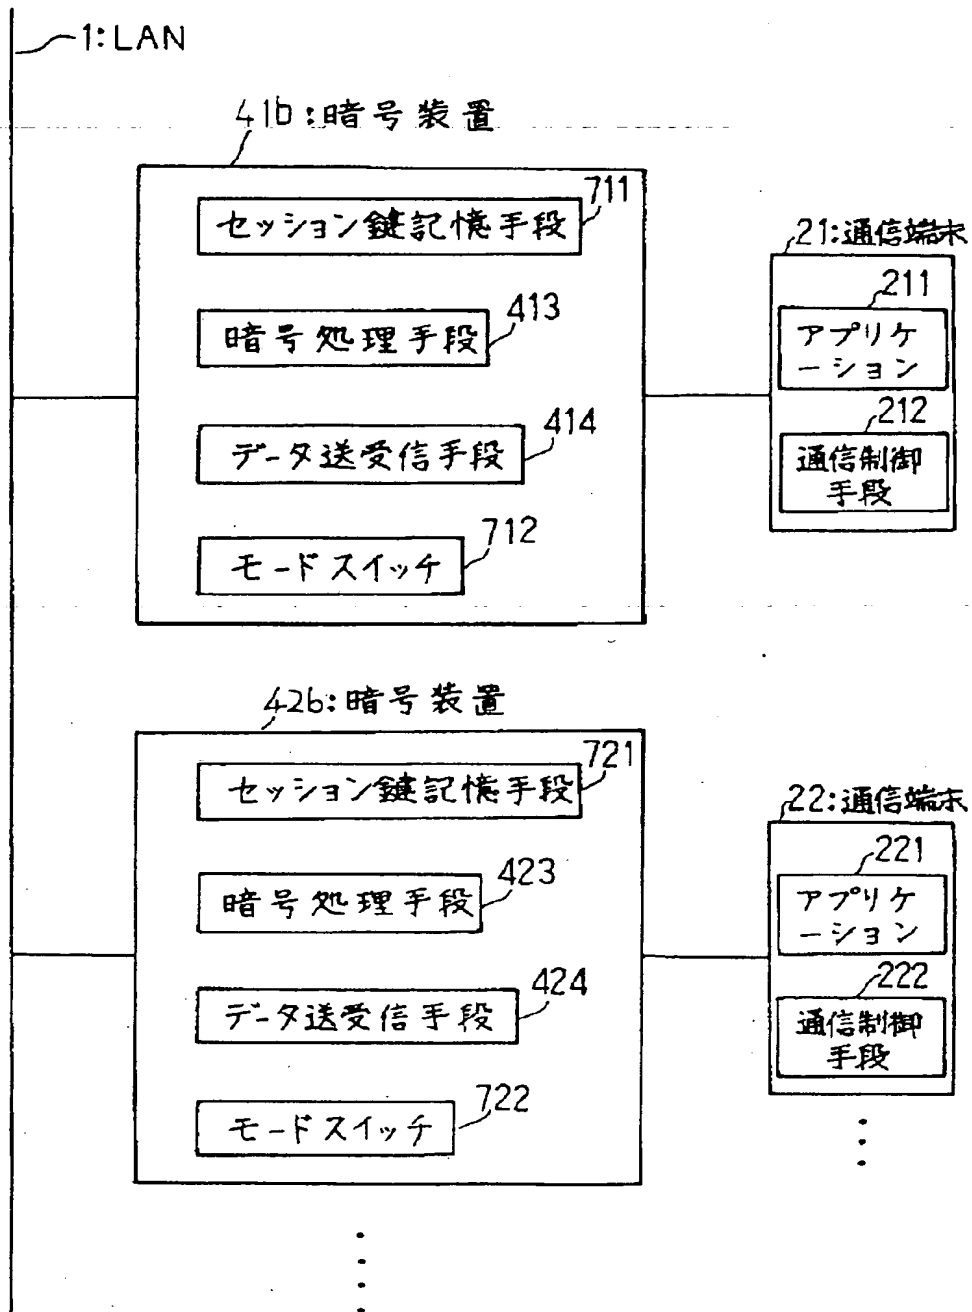 1:LAN
41b:暗号装置
711
セッション鍵記憶手段
413
暗号処理手段
414
データ送受信手段
712
モードスイッチ
21:通信端末
211
アプリケ
ーション
212
通信制御
手段
42b:暗号装置
721
セッション鍵記憶手段
423
暗号処理手段
424
データ送受信手段
722
モードスイッチ
22:通信端末
221
アプリケ
ーション
222
通信制御
手段